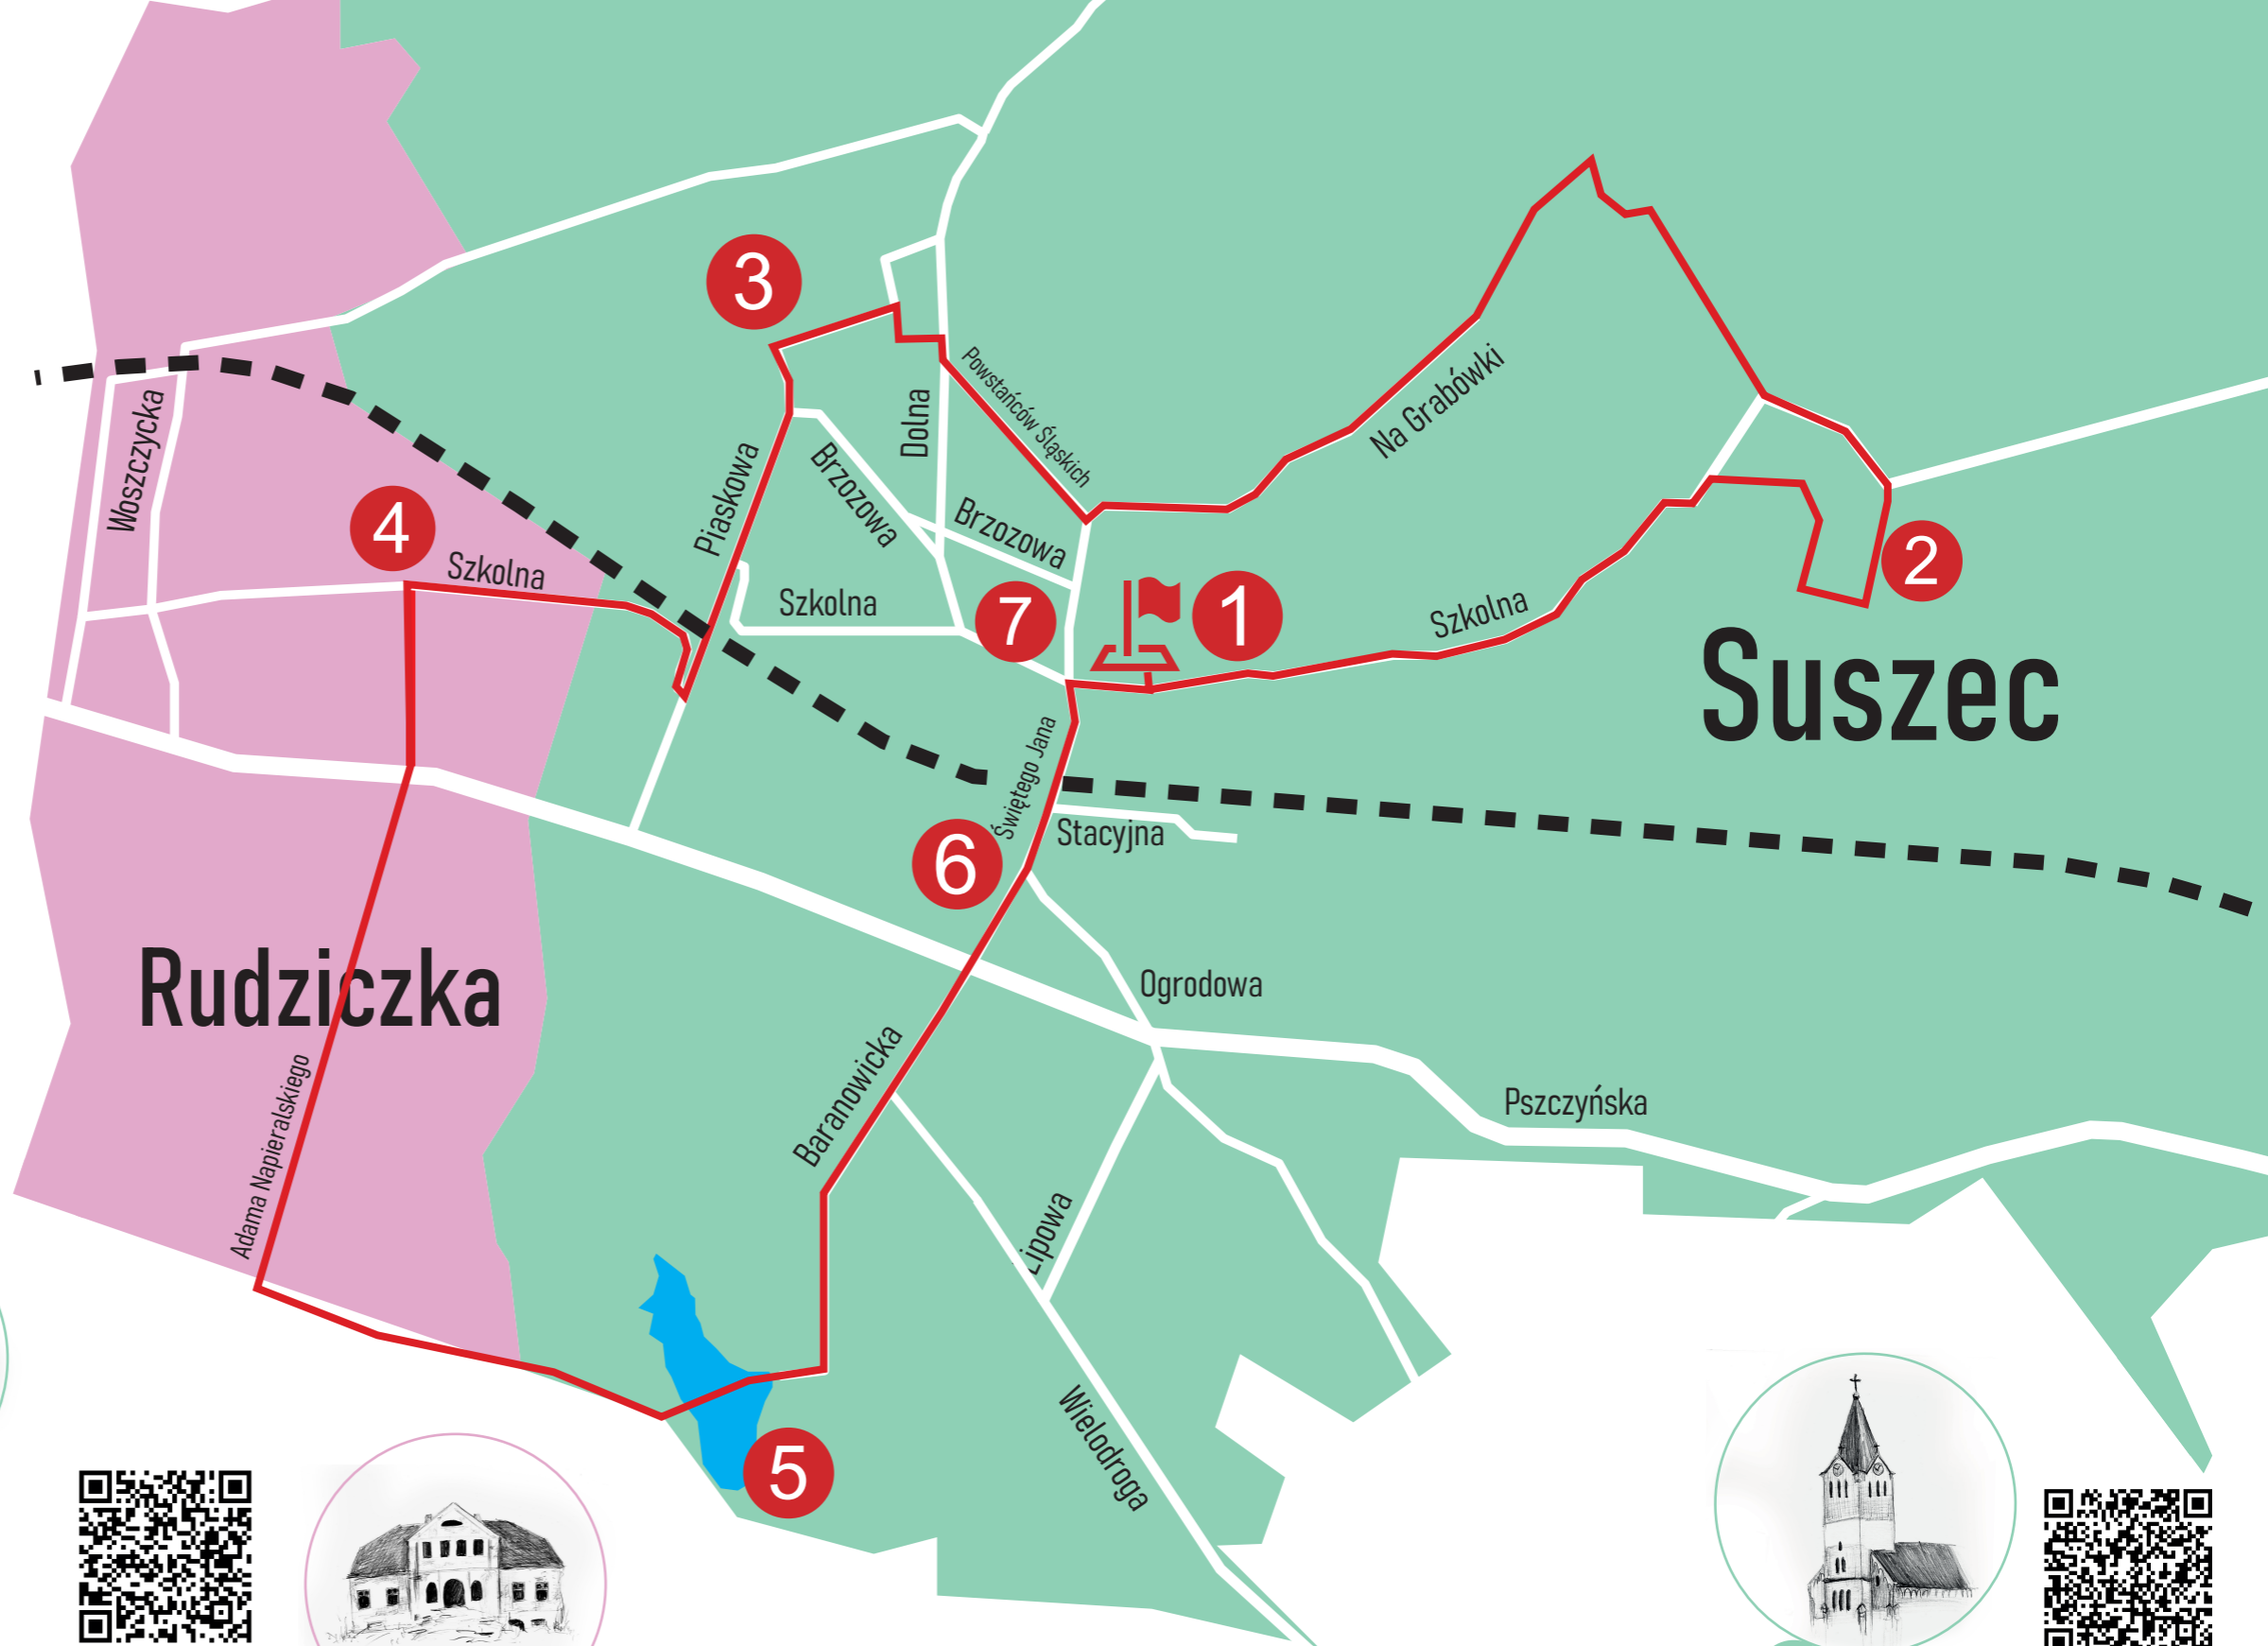 3
Powstańców Śląskich
Dolna
Na Grabówki
Woszczycka
Piaskowa
Brzozowa
Brzozowa
4
Szkolna
2
Szkolna
7
1
Szkolna
Suszec
Świętego Jana
Stacyjna
6
Rudziczka
Ogrodowa
Baranowicka
Pszczyńska
Adama Napieralskiego
Lipowa
Wielodroga
5